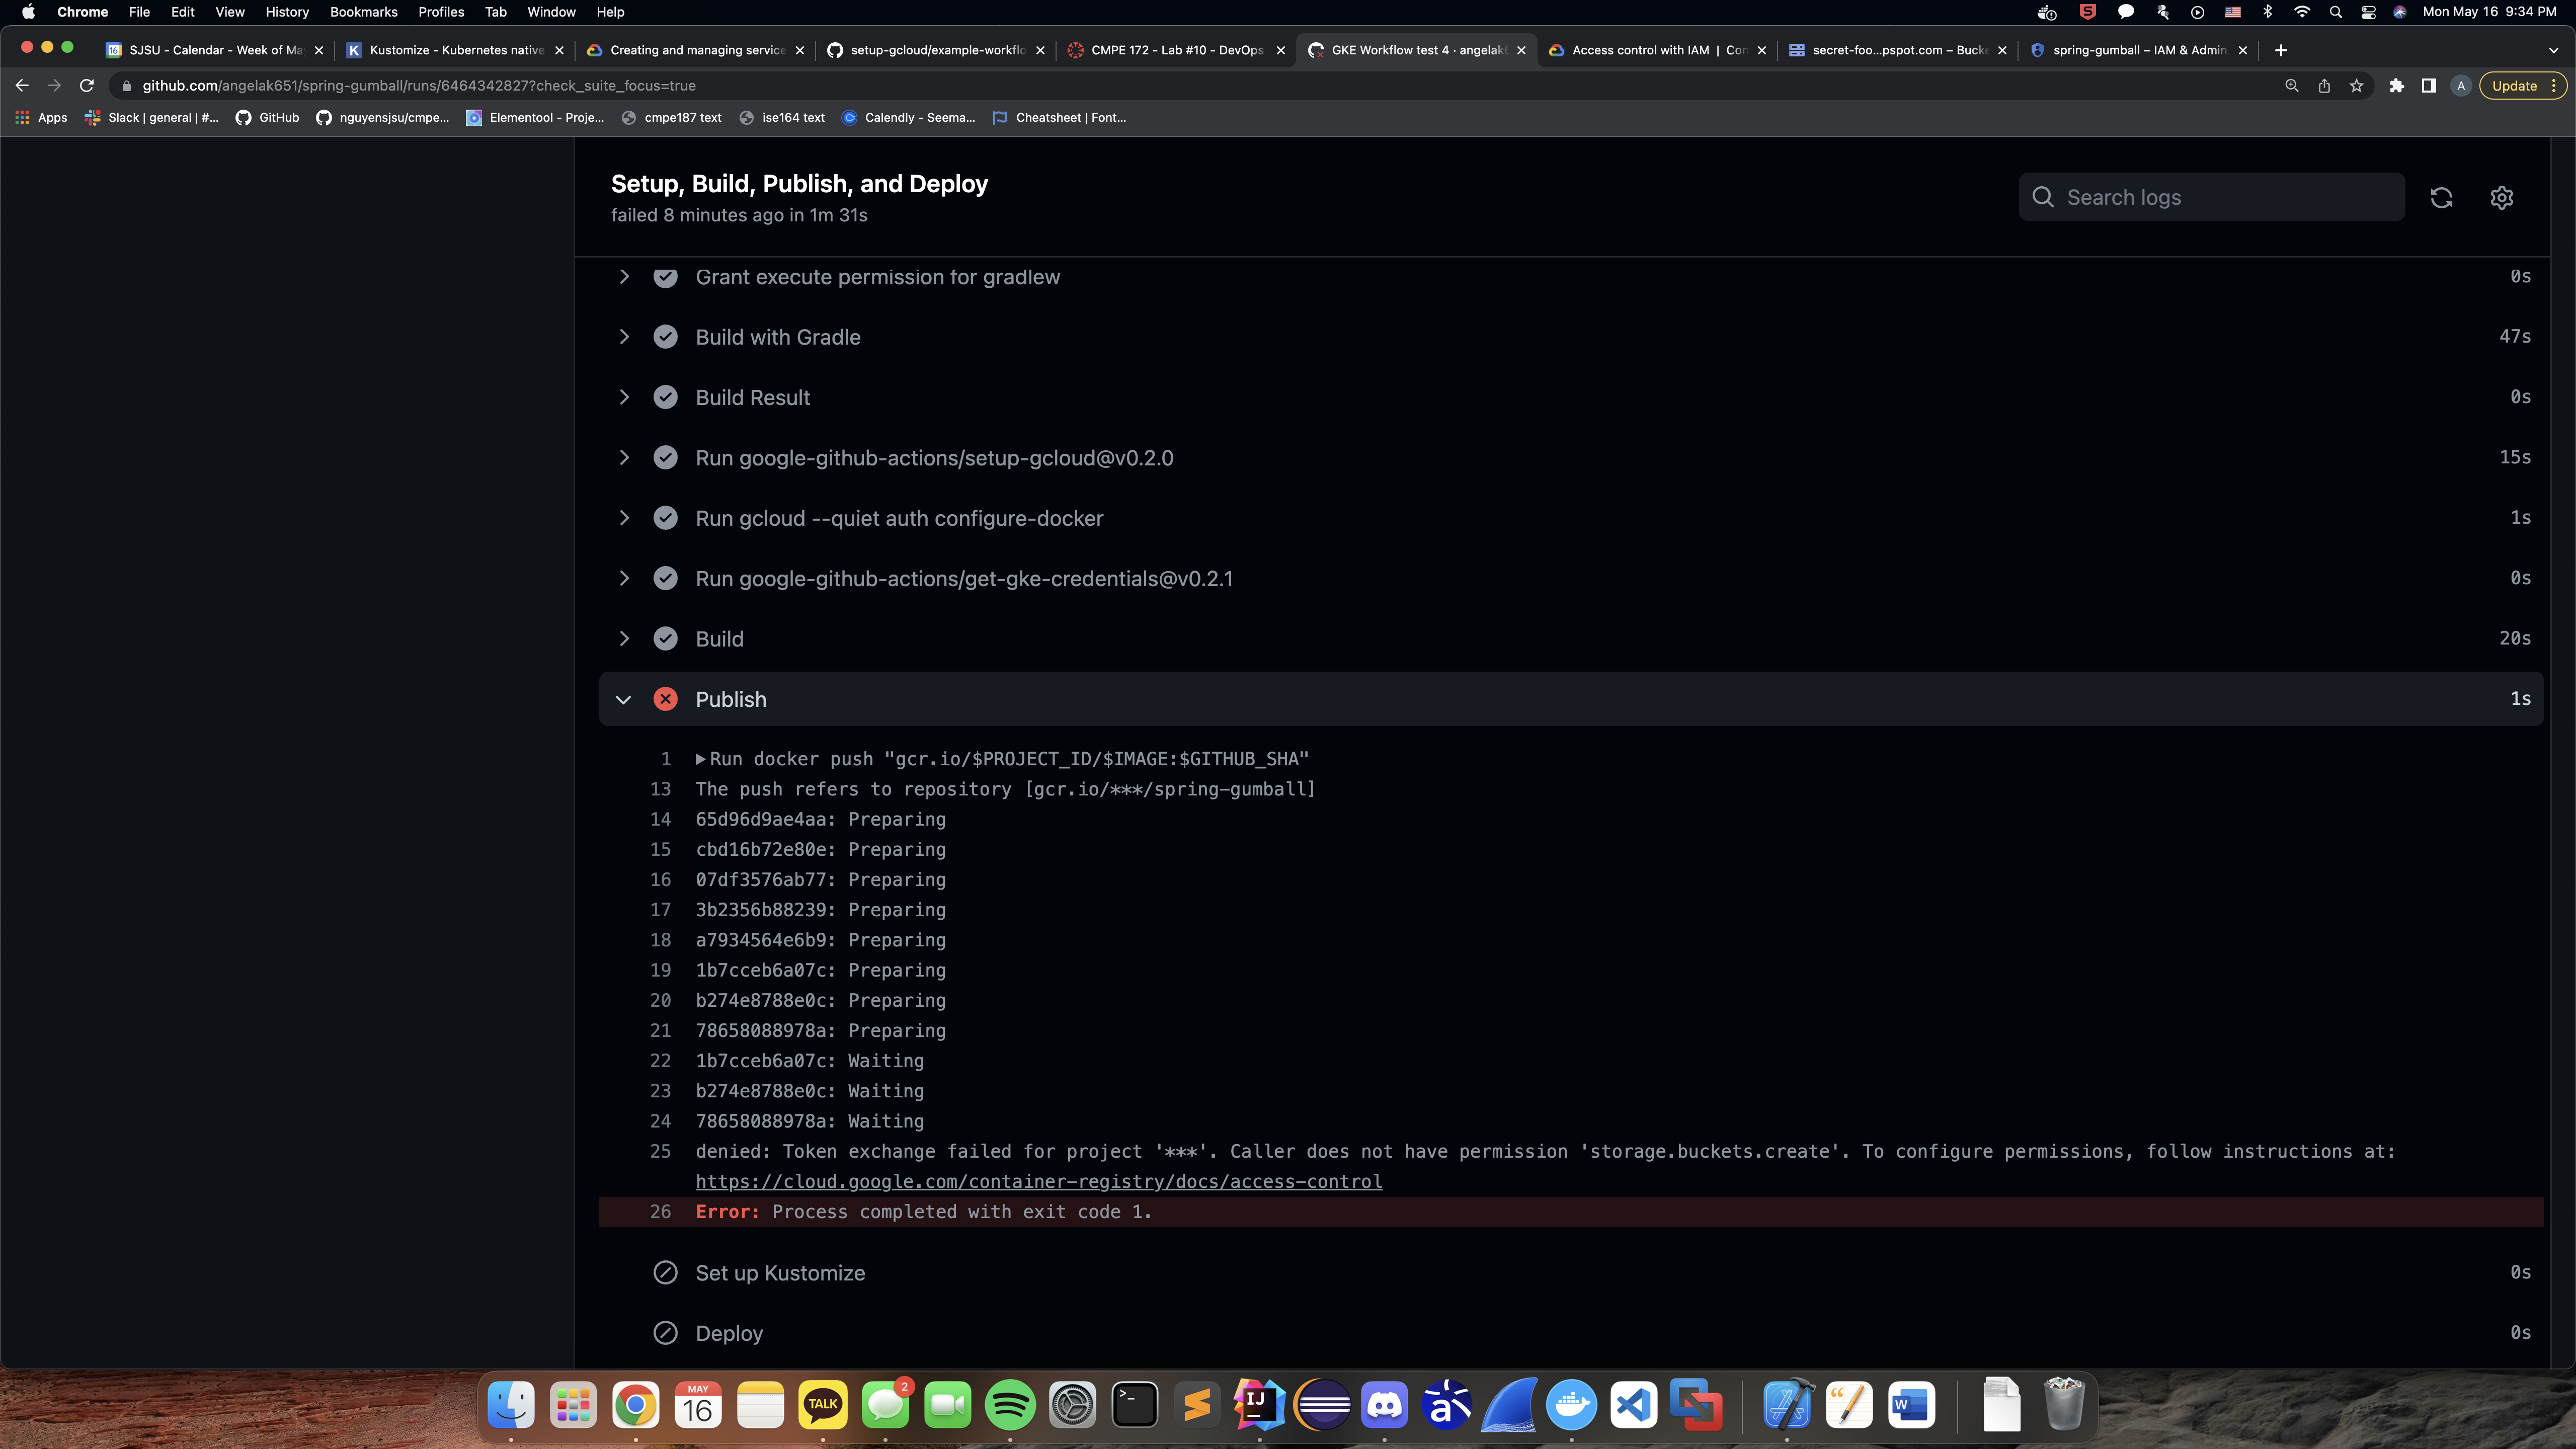 Chrome File Edit View History Bookmarks Profiles Tab Window Help Mon May 16 9:34 PM
16 SJSU - Calendar - Week of Ma
K Kustomize - Kubernetes native
Creating and managing service
setup-gcloud/example-workflo
CMPE 172 - Lab #10 - DevOps
GKE Workflow test 4 · angelak6
Access control with IAM | Con
secret-foo...pspot.com – Bucke
spring-gumball – IAM & Admin
github.com/angelak651/spring-gumball/runs/6464342827?check_suite_focus=true A Update
Apps Slack | general | #... GitHub nguyensjsu/cmpe... Elementool - Proje... cmpe187 text ise164 text Calendly - Seema... Cheatsheet | Font...
Setup, Build, Publish, and Deploy
failed 8 minutes ago in 1m 31s
Search logs
Grant execute permission for gradlew 0s
Build with Gradle 47s
Build Result 0s
Run google-github-actions/setup-gcloud@v0.2.0 15s
Run gcloud --quiet auth configure-docker 1s
Run google-github-actions/get-gke-credentials@v0.2.1 0s
Build 20s
Publish 1s
1 ▶Run docker push "gcr.io/$PROJECT_ID/$IMAGE:$GITHUB_SHA"
13 The push refers to repository [gcr.io/***/spring-gumball]
14 65d96d9ae4aa: Preparing
15 cbd16b72e80e: Preparing
16 07df3576ab77: Preparing
17 3b2356b88239: Preparing
18 a7934564e6b9: Preparing
19 1b7cceb6a07c: Preparing
20 b274e8788e0c: Preparing
21 78658088978a: Preparing
22 1b7cceb6a07c: Waiting
23 b274e8788e0c: Waiting
24 78658088978a: Waiting
25 denied: Token exchange failed for project '***'. Caller does not have permission 'storage.buckets.create'. To configure permissions, follow instructions at:
https://cloud.google.com/container-registry/docs/access-control
26 Error: Process completed with exit code 1.
Set up Kustomize 0s
Deploy 0s
MAY
16
TALK
2
>_
IJ
a
W